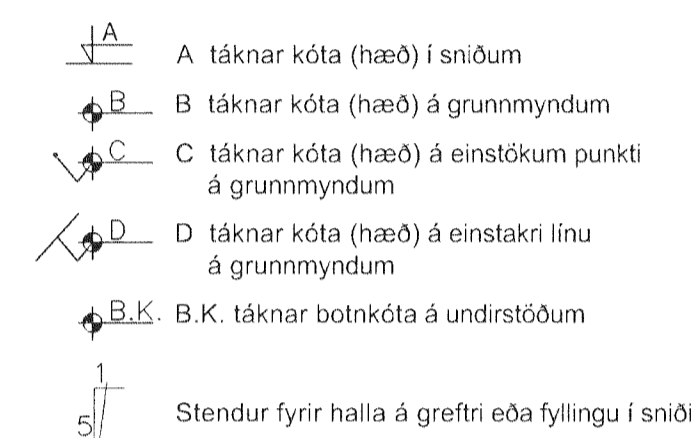 A A táknar kóta (hæð) í sniðum
B B táknar kóta (hæð) á grunnmyndum
C C táknar kóta (hæð) á einstökum punkti
á grunnmyndum
D D táknar kóta (hæð) á einstakri línu
á grunnmyndum
B.K. B.K. táknar botnkóta á undirstöðum
1
5 Stendur fyrir halla á greftri eða fyllingu í sniði